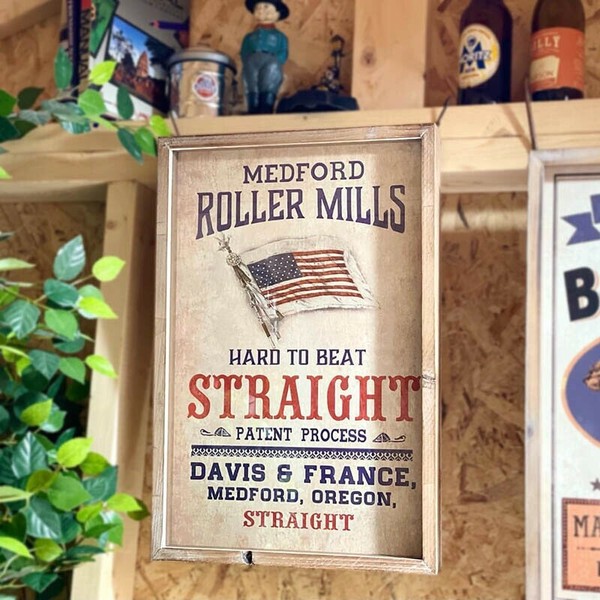 MEDFORD
ROLLER MILLS
HARD TO BEAT
STRAIGHT
PATENT PROCESS
DAVIS & FRANCE,
MEDFORD, OREGON,
STRAIGHT